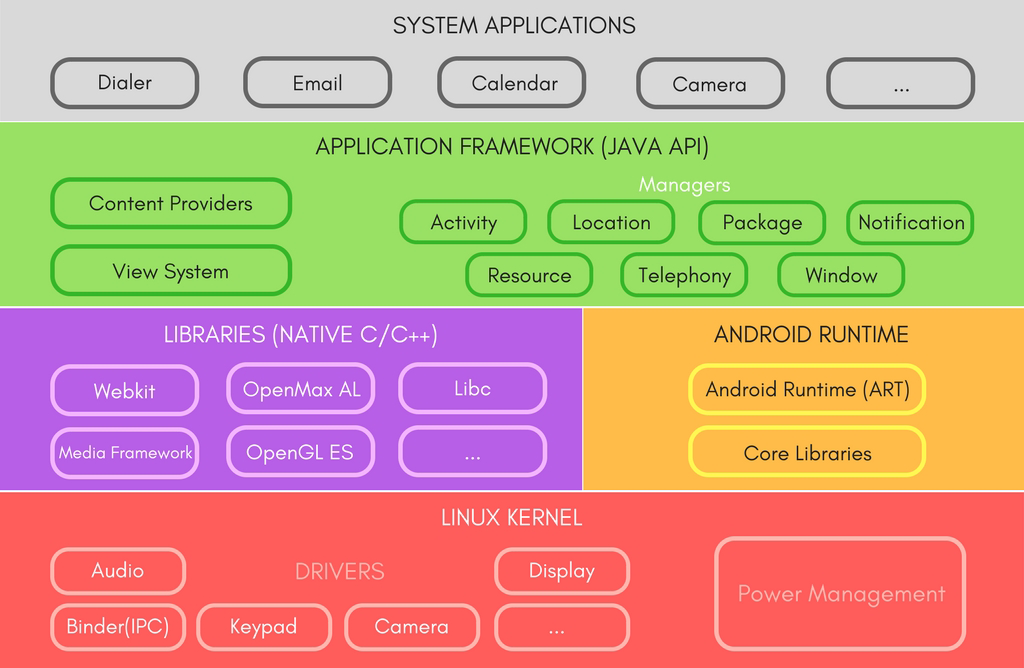 SYSTEM APPLICATIONS
Dialer
Email
Calendar
Camera
...
APPLICATION FRAMEWORK (JAVA API)
Content Providers
View System
Managers
Activity
Location
Package
Notification
Resource
Telephony
Window
LIBRARIES (NATIVE C/C++)
Webkit
OpenMax AL
Libc
Media Framework
OpenGL ES
...
ANDROID RUNTIME
Android Runtime (ART)
Core Libraries
LINUX KERNEL
Audio
DRIVERS
Display
Binder(IPC)
Keypad
Camera
...
Power Management